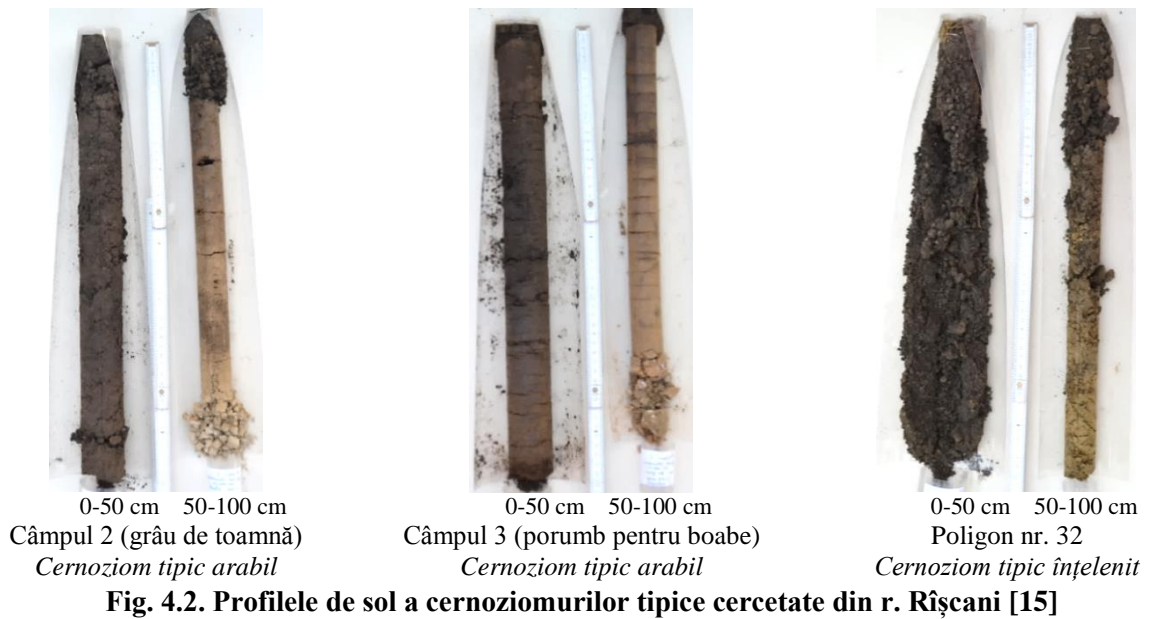 0-50 cm 50-100 cm
Câmpul 2 (grâu de toamnă)
Cernoziom tipic arabil
0-50 cm 50-100 cm
Câmpul 3 (porumb pentru boabe)
Cernoziom tipic arabil
0-50 cm 50-100 cm
Poligon nr. 32
Cernoziom tipic înțelenit
Fig. 4.2. Profilele de sol a cernoziomurilor tipice cercetate din r. Rîșcani [15]